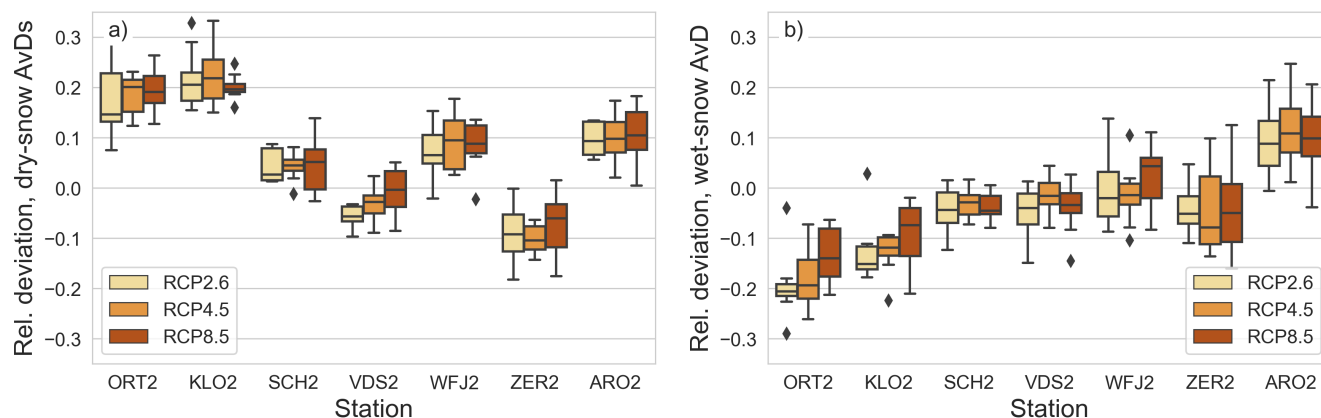 Rel. deviation, dry-snow AvDs
a)
0.3
0.2
0.1
0.0
−0.1
−0.2
−0.3
RCP2.6
RCP4.5
RCP8.5
ORT2 KLO2 SCH2 VDS2 WFJ2 ZER2 ARO2
Station
Rel. deviation, wet-snow AvD
b)
0.3
0.2
0.1
0.0
−0.1
−0.2
−0.3
RCP2.6
RCP4.5
RCP8.5
ORT2 KLO2 SCH2 VDS2 WFJ2 ZER2 ARO2
Station